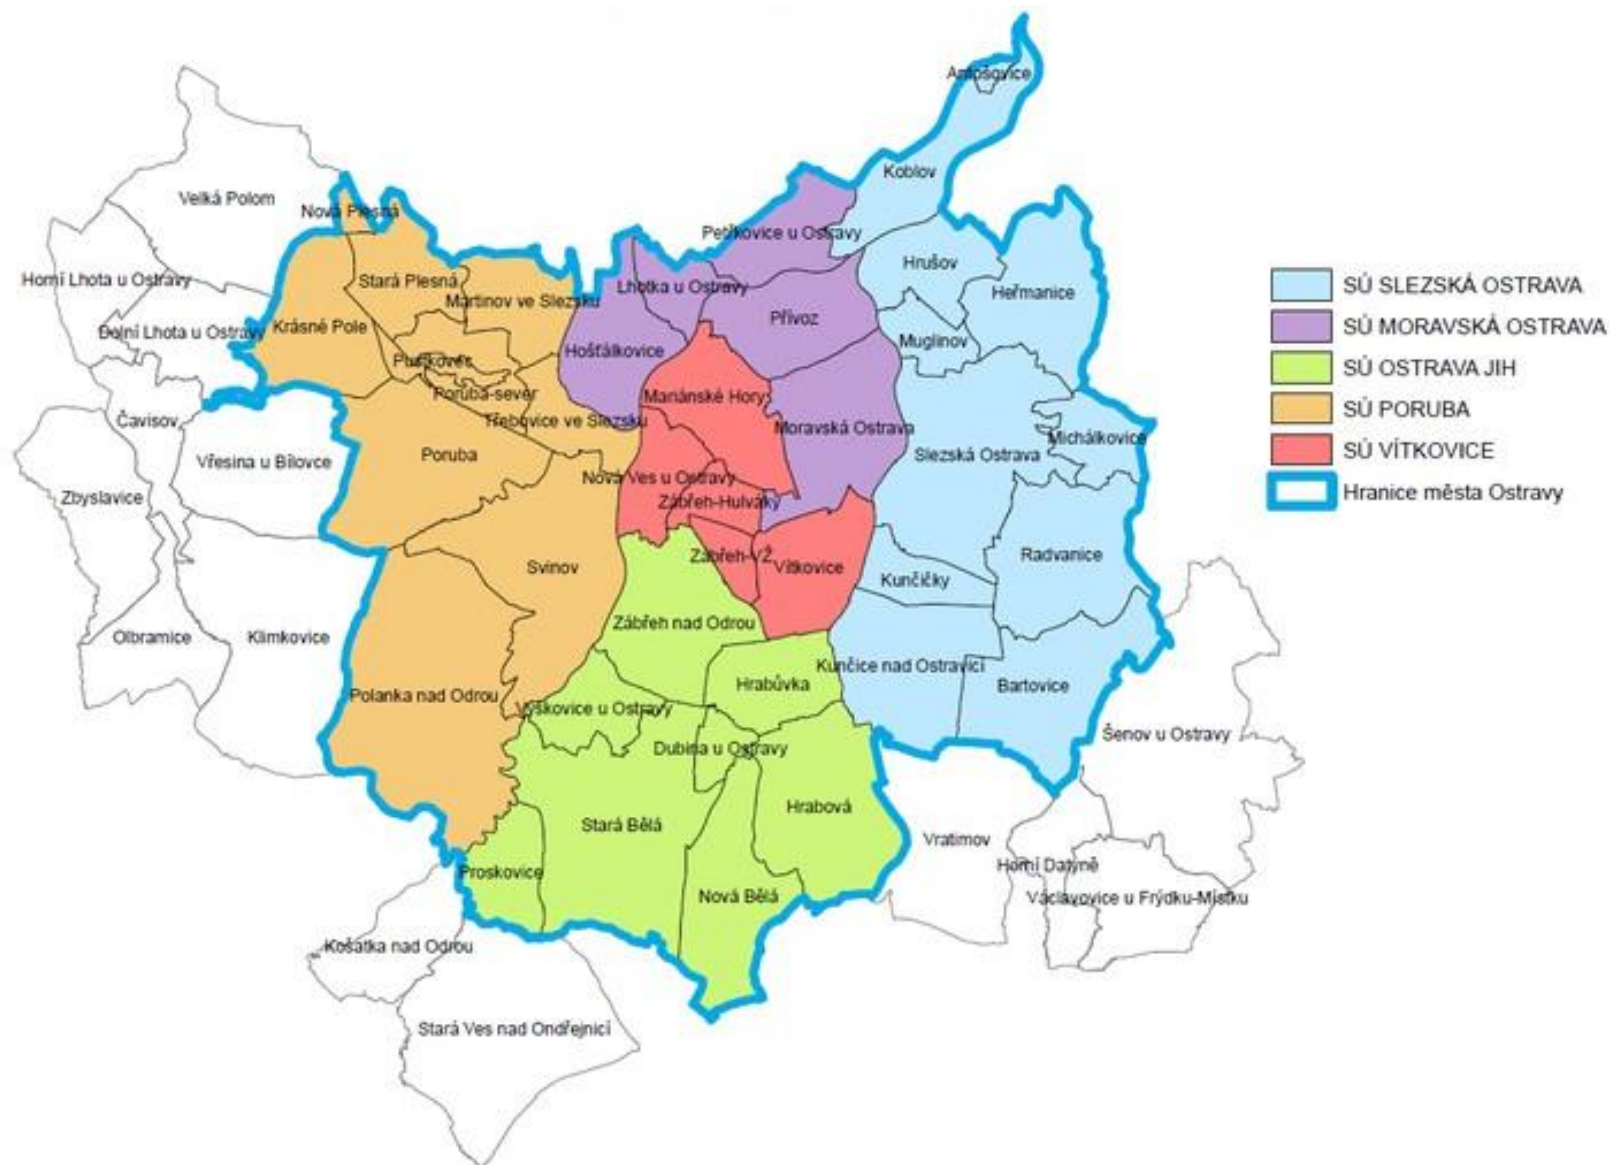 Antošovice
Koblov
Velká Polom
Nová Plesná
Petřkovice u Ostravy
Hrušov
Horní Lhota u Ostravy
Stará Plesná
Lhotka u Ostravy
Heřmanice
Martinov ve Slezsku
Přívoz
Dolní Lhota u Ostravy
Krásné Pole
Muglinov
Hošťálkovice
Pustkovec
Poruba-sever
Mariánské Hory
Čavisov
Třebovice ve Slezsku
Moravská Ostrava
Michálkovice
Poruba
Slezská Ostrava
Vřesina u Bílovce
Nová Ves u Ostravy
Zbyslavice
Zábřeh-Hulváky
Radvanice
Zábřeh-VŽ
Svinov
Vítkovice
Kunčičky
Zábřeh nad Odrou
Olbramice
Klimkovice
Kunčice nad Ostravicí
Hrabůvka
Bartovice
Polanka nad Odrou
Výškovice u Ostravy
Šenov u Ostravy
Dubina u Ostravy
Hrabová
Stará Bělá
Vratimov
Horní Datyně
Proskovice
Nová Bělá
Václavovice u Frýdku-Místku
Košatka nad Odrou
Stará Ves nad Ondřejnicí
SÚ SLEZSKÁ OSTRAVA
SÚ MORAVSKÁ OSTRAVA
SÚ OSTRAVA JIH
SÚ PORUBA
SÚ VÍTKOVICE
Hranice města Ostravy